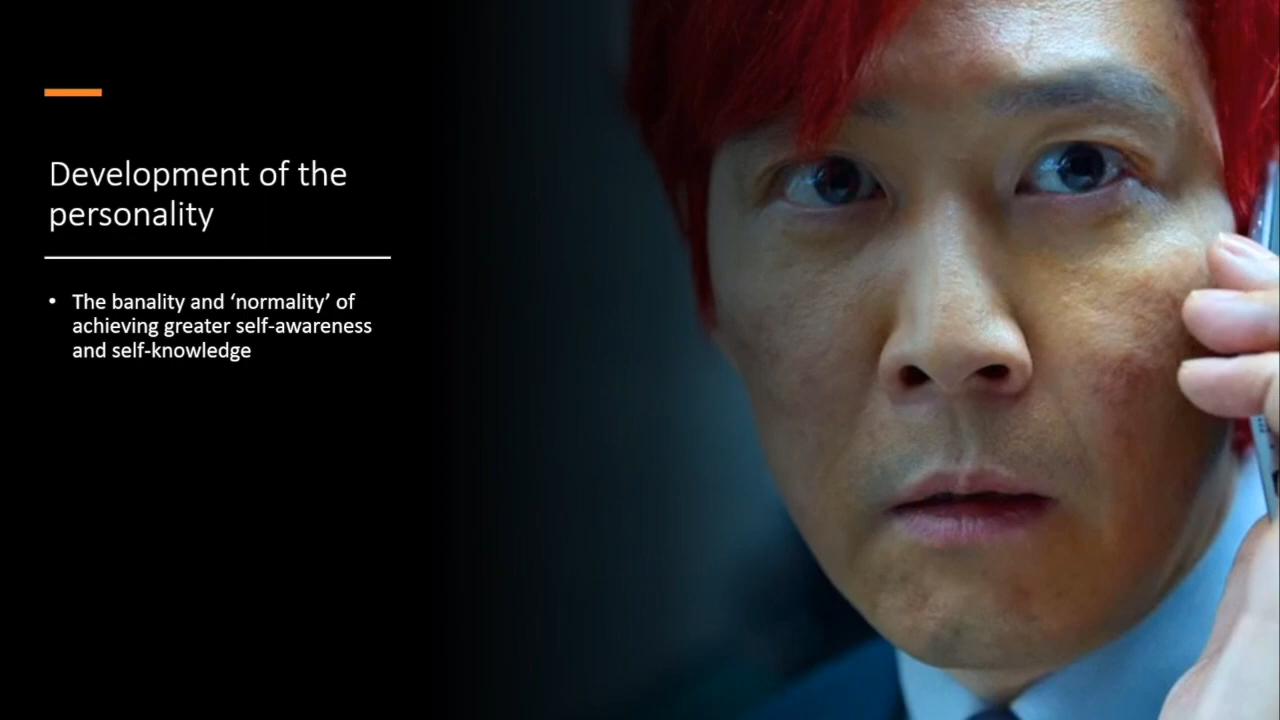 Development of the
personality
• The banality and ‘normality’ of
achieving greater self-awareness
and self-knowledge